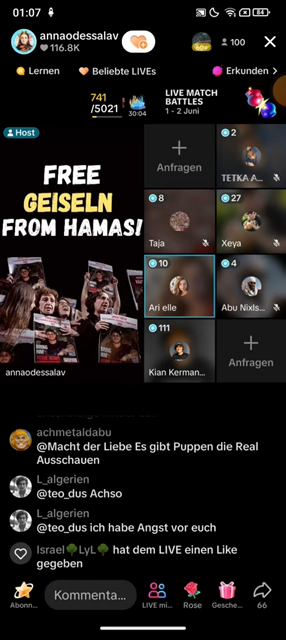 01:07
84
annaodessalav
116.8K
100
Lernen
Beliebte LIVEs
Erkunden
741
/5021
30:04
LIVE MATCH
BATTLES
1 - 2 Juni
Host
FREE
GEISELN
FROM HAMAS!
annaodessalav
Anfragen
2
TETKA A...
8
Taja
27
Xeya
10
Ari elle
4
Abu Nixls...
111
Kian Kerman...
Anfragen
achmetaldabu
@Macht der Liebe Es gibt Puppen die Real
Ausschauen
L_algerien
@teo_dus Achso
L_algerien
@teo_dus ich habe Angst vor euch
Israel🌳LyL🌳 hat dem LIVE einen Like
gegeben
Abonn...
Kommenta...
LIVE mi...
Rose
Gesche...
66